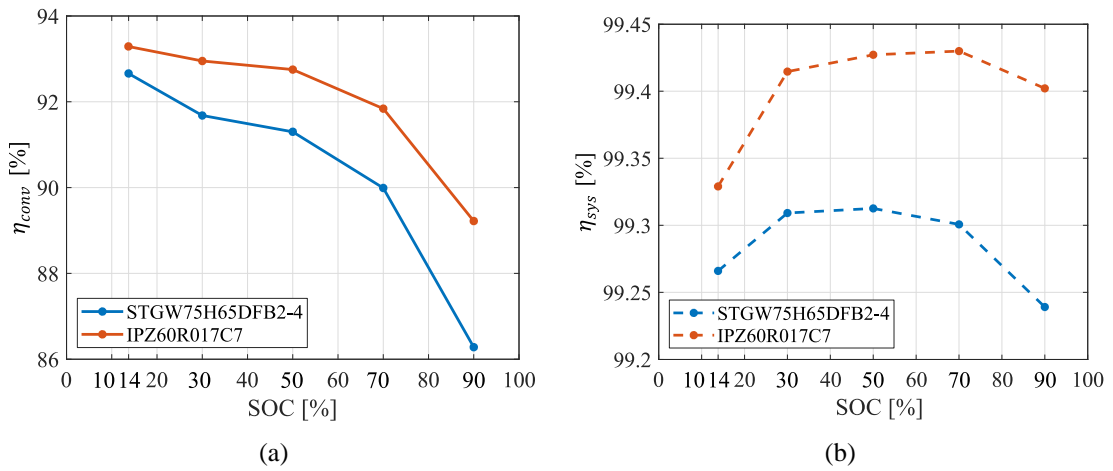 94
92
90
88
86
η_conv [%]
STGW75H65DFB2-4
IPZ60R017C7
0 10 14 20 30 40 50 60 70 80 90 100
SOC [%]
(a)
99.45
99.4
99.35
99.3
99.25
99.2
η_sys [%]
STGW75H65DFB2-4
IPZ60R017C7
0 10 14 20 30 40 50 60 70 80 90 100
SOC [%]
(b)